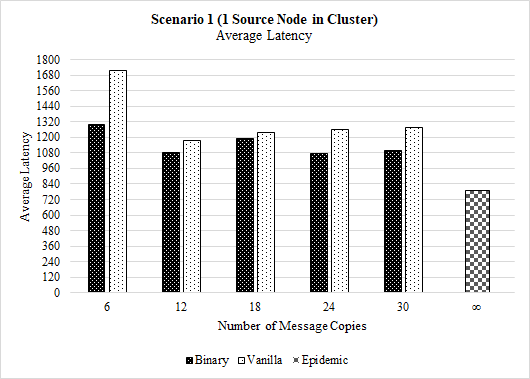 Scenario 1 (1 Source Node in Cluster)
Average Latency
1800
1680
1560
1440
1320
1200
1080
960
840
720
600
480
360
240
120
0
Average Latency
6 12 18 24 30 ∞
Number of Message Copies
Binary Vanilla Epidemic